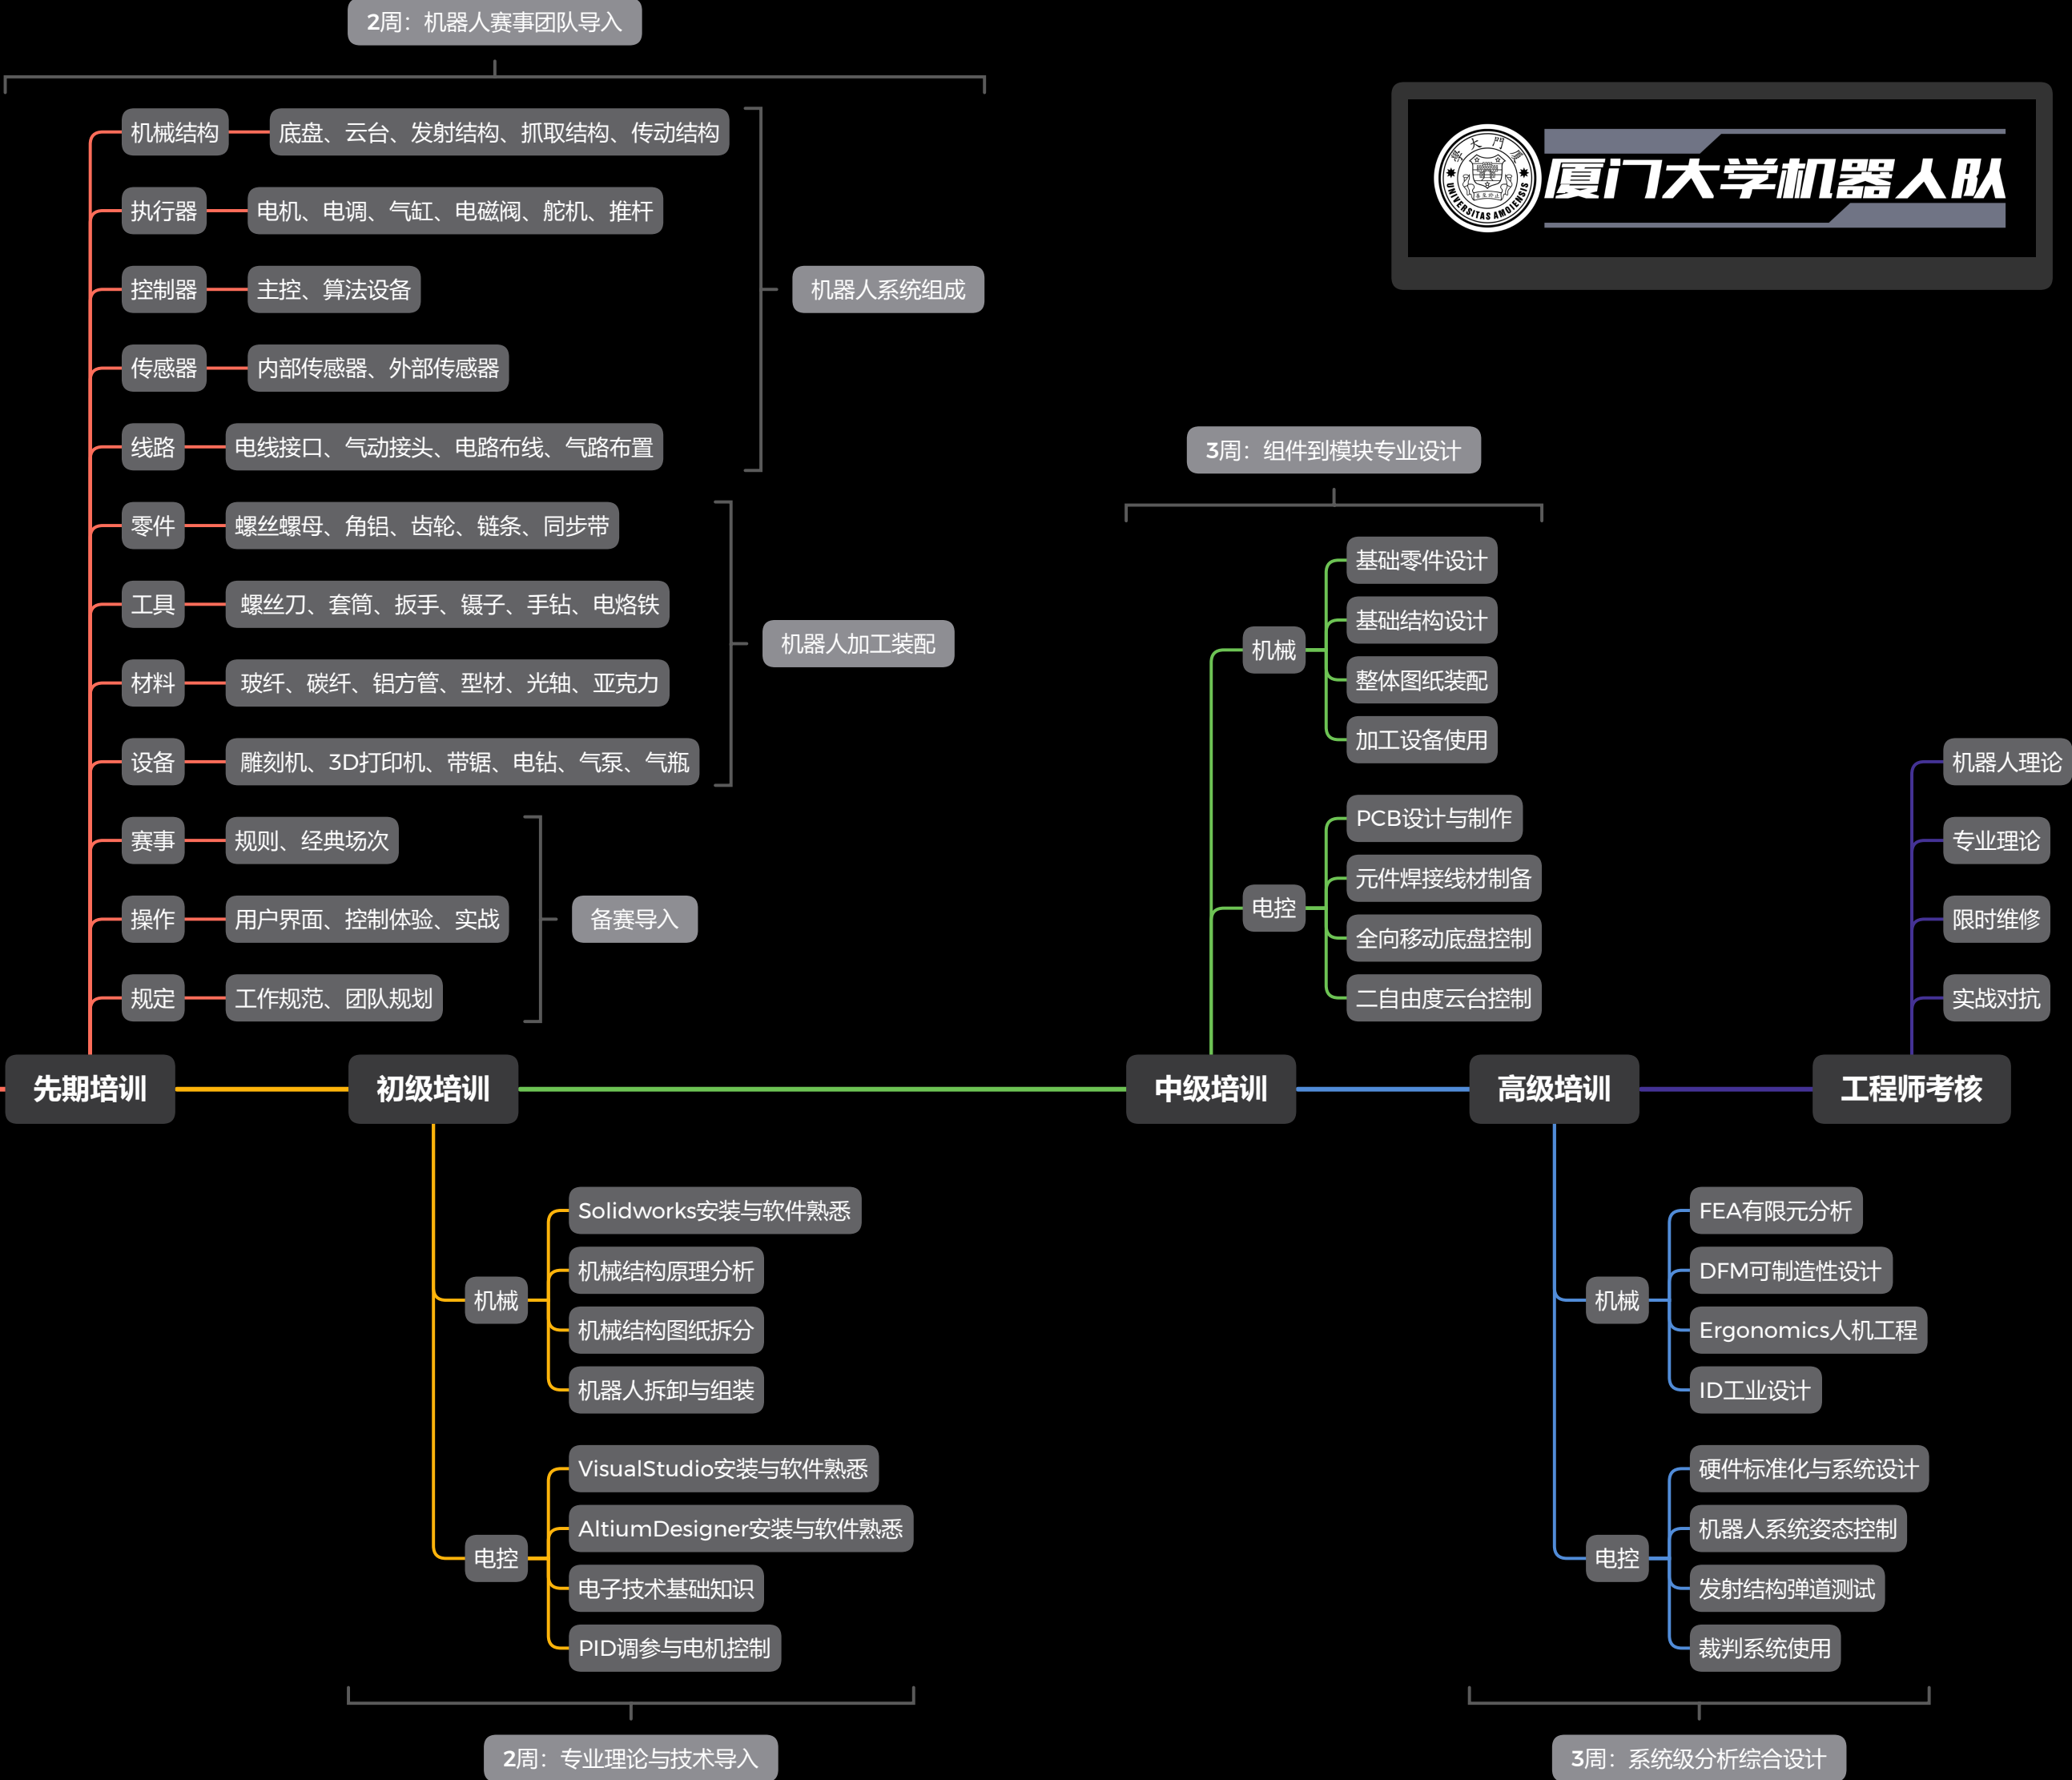 2周：机器人赛事团队导入
机械结构
底盘、云台、发射结构、抓取结构、传动结构
执行器
电机、电调、气缸、电磁阀、舵机、推杆
控制器
主控、算法设备
传感器
内部传感器、外部传感器
线路
电线接口、气动接头、电路布线、气路布置
机器人系统组成
零件
螺丝螺母、角铝、齿轮、链条、同步带
工具
螺丝刀、套筒、扳手、镊子、手钻、电烙铁
材料
玻纤、碳纤、铝方管、型材、光轴、亚克力
设备
雕刻机、3D打印机、带锯、电钻、气泵、气瓶
机器人加工装配
赛事
规则、经典场次
操作
用户界面、控制体验、实战
规定
工作规范、团队规划
备赛导入
學大門廈
UNIVERSITAS AMOIENSIS
厦门大学机器人队
3周：组件到模块专业设计
机械
基础零件设计
基础结构设计
整体图纸装配
加工设备使用
电控
PCB设计与制作
元件焊接线材制备
全向移动底盘控制
二自由度云台控制
机器人理论
专业理论
限时维修
实战对抗
先期培训
初级培训
中级培训
高级培训
工程师考核
机械
Solidworks安装与软件熟悉
机械结构原理分析
机械结构图纸拆分
机器人拆卸与组装
电控
VisualStudio安装与软件熟悉
AltiumDesigner安装与软件熟悉
电子技术基础知识
PID调参与电机控制
2周：专业理论与技术导入
机械
FEA有限元分析
DFM可制造性设计
Ergonomics人机工程
ID工业设计
电控
硬件标准化与系统设计
机器人系统姿态控制
发射结构弹道测试
裁判系统使用
3周：系统级分析综合设计